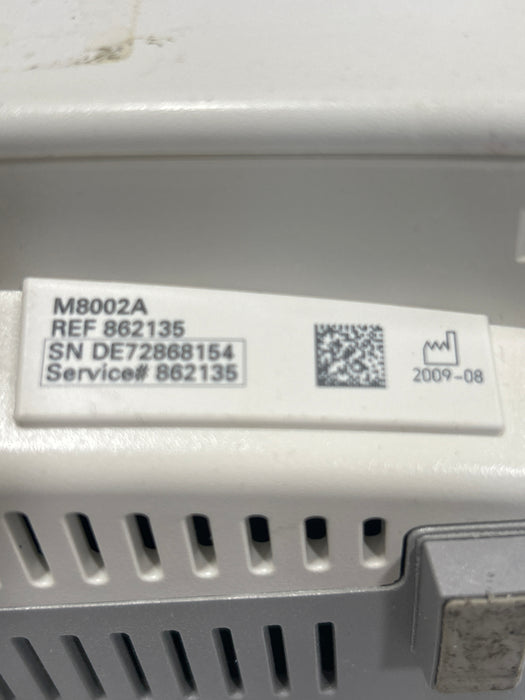 M8002A
REF 862135
SN DE72868154
Service# 862135
2009-08